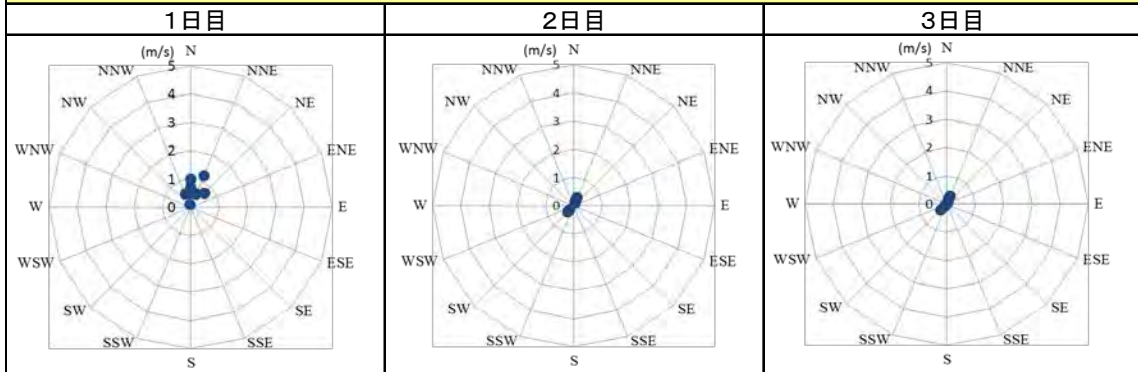 1日目
2日目
3日目
(m/s) N
NNW 5 NNE
NW 4 NE
3
WNW 2 ENE
1
W 0 E
WSW ESE
SW SE
SSW SSE
S
(m/s) N
NNW 5 NNE
NW 4 NE
3
WNW 2 ENE
1
W 0 E
WSW ESE
SW SE
SSW SSE
S
(m/s) N
NNW 5 NNE
NW 4 NE
3
WNW 2 ENE
1
W 0 E
WSW ESE
SW SE
SSW SSE
S